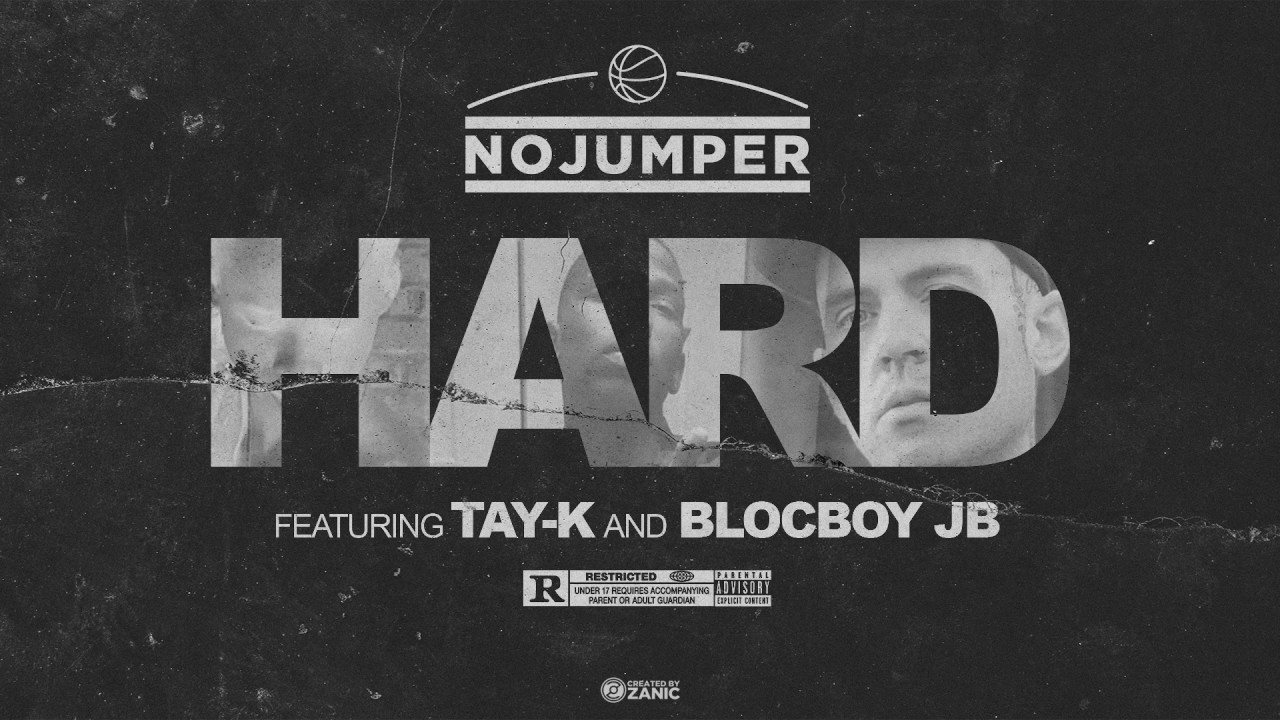 NOJUMPER
HARD
FEATURING TAY-K AND BLOCBOY JB
R
RESTRICTED
UNDER 17 REQUIRES ACCOMPANYING
PARENT OR ADULT GUARDIAN
PARENTAL
ADVISORY
EXPLICIT CONTENT
CREATED BY
ZANIC